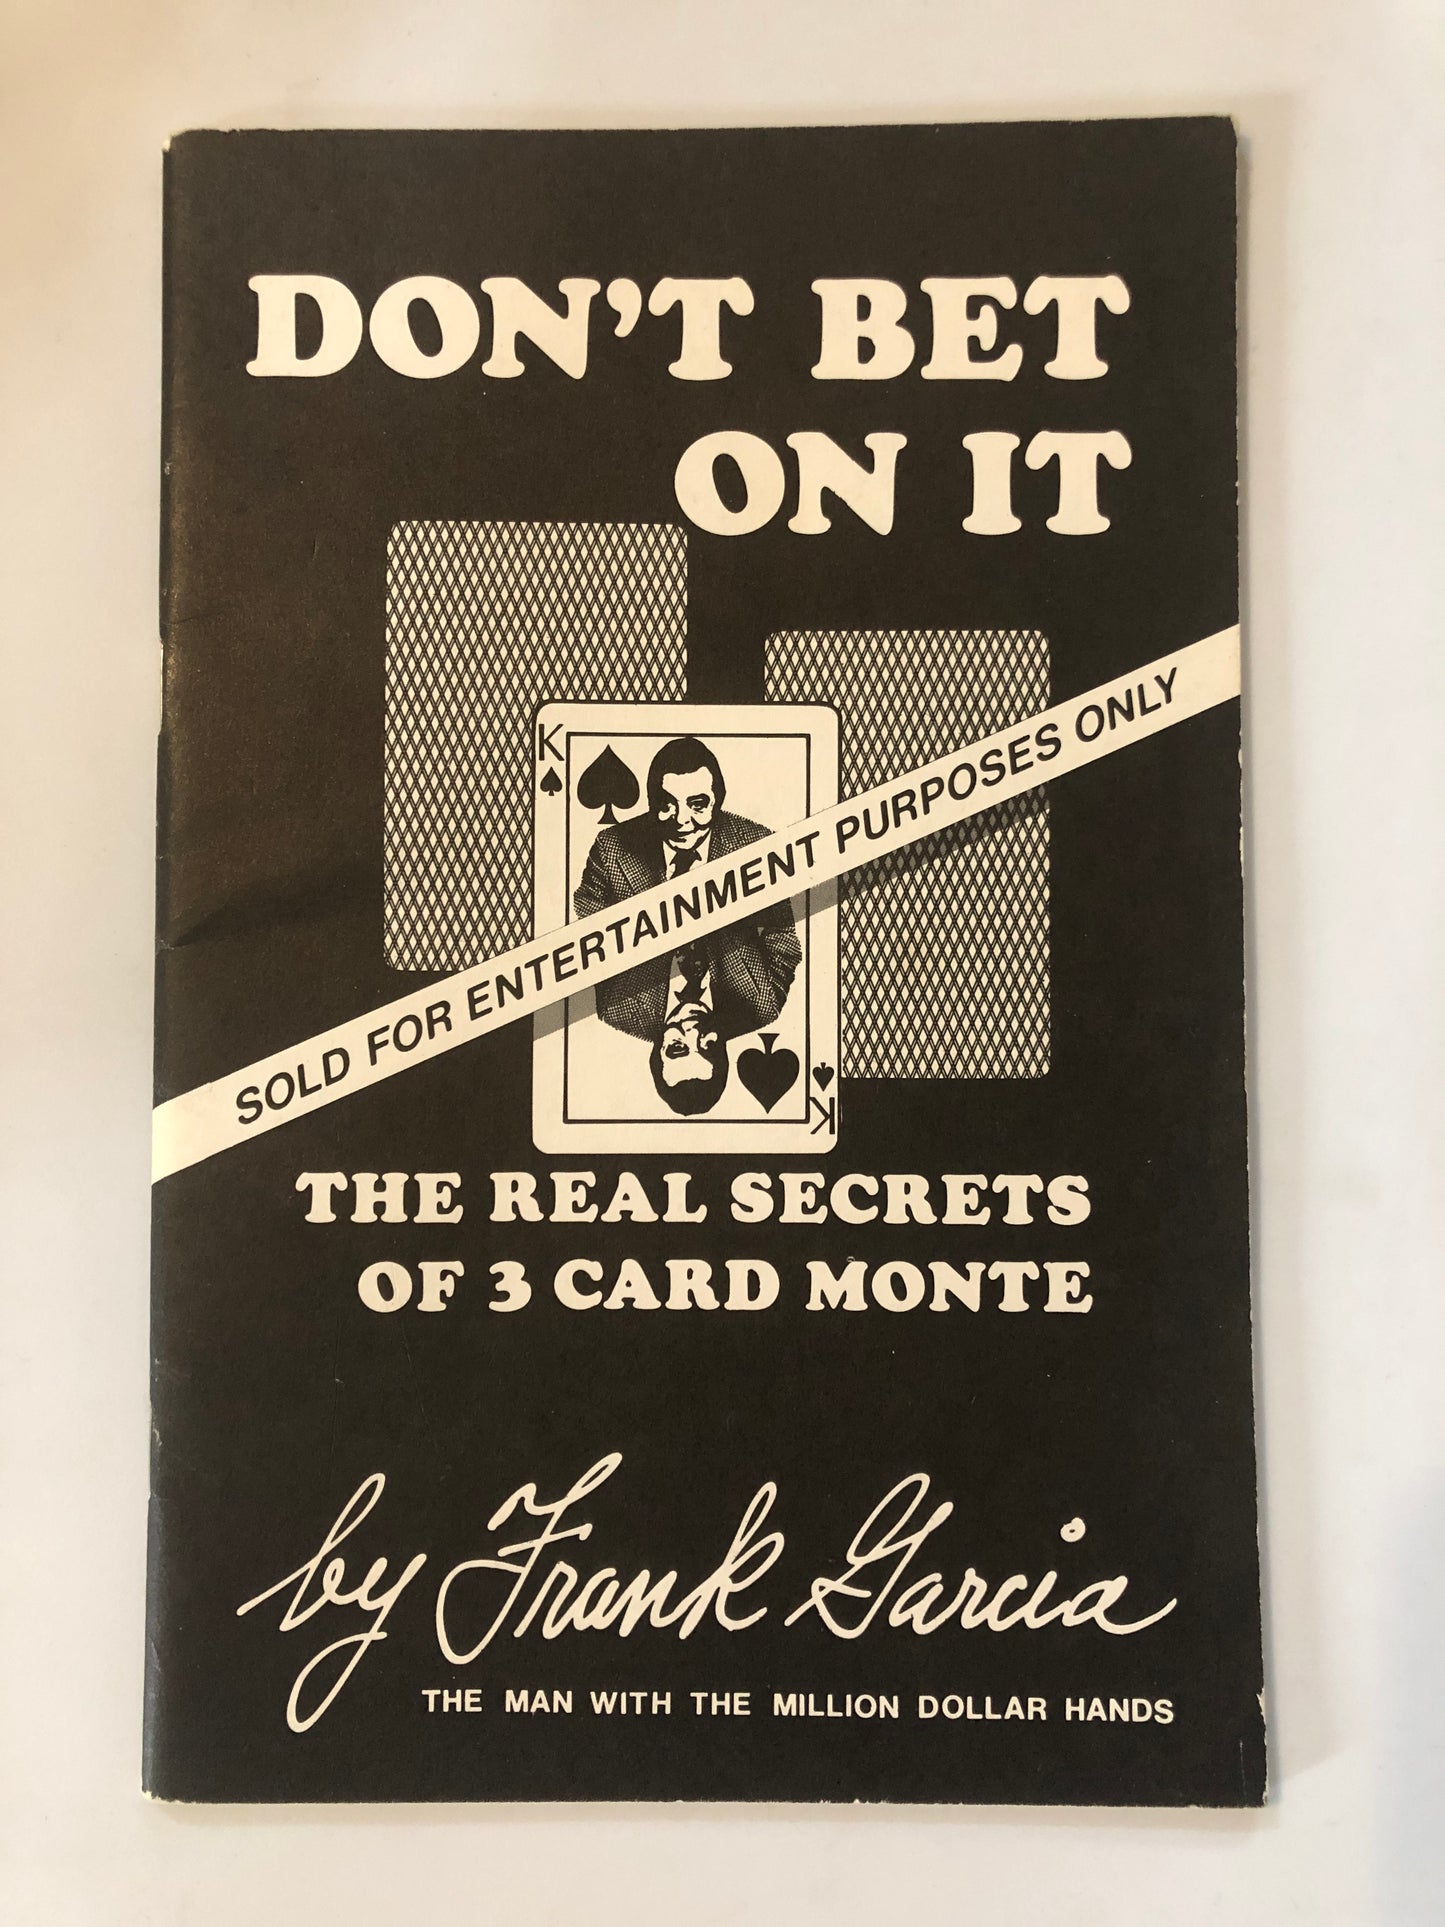 DON'T BET
ON IT
K
SOLD FOR ENTERTAINMENT PURPOSES ONLY
K
THE REAL SECRETS
OF 3 CARD MONTE
by Frank Garcia
THE MAN WITH THE MILLION DOLLAR HANDS